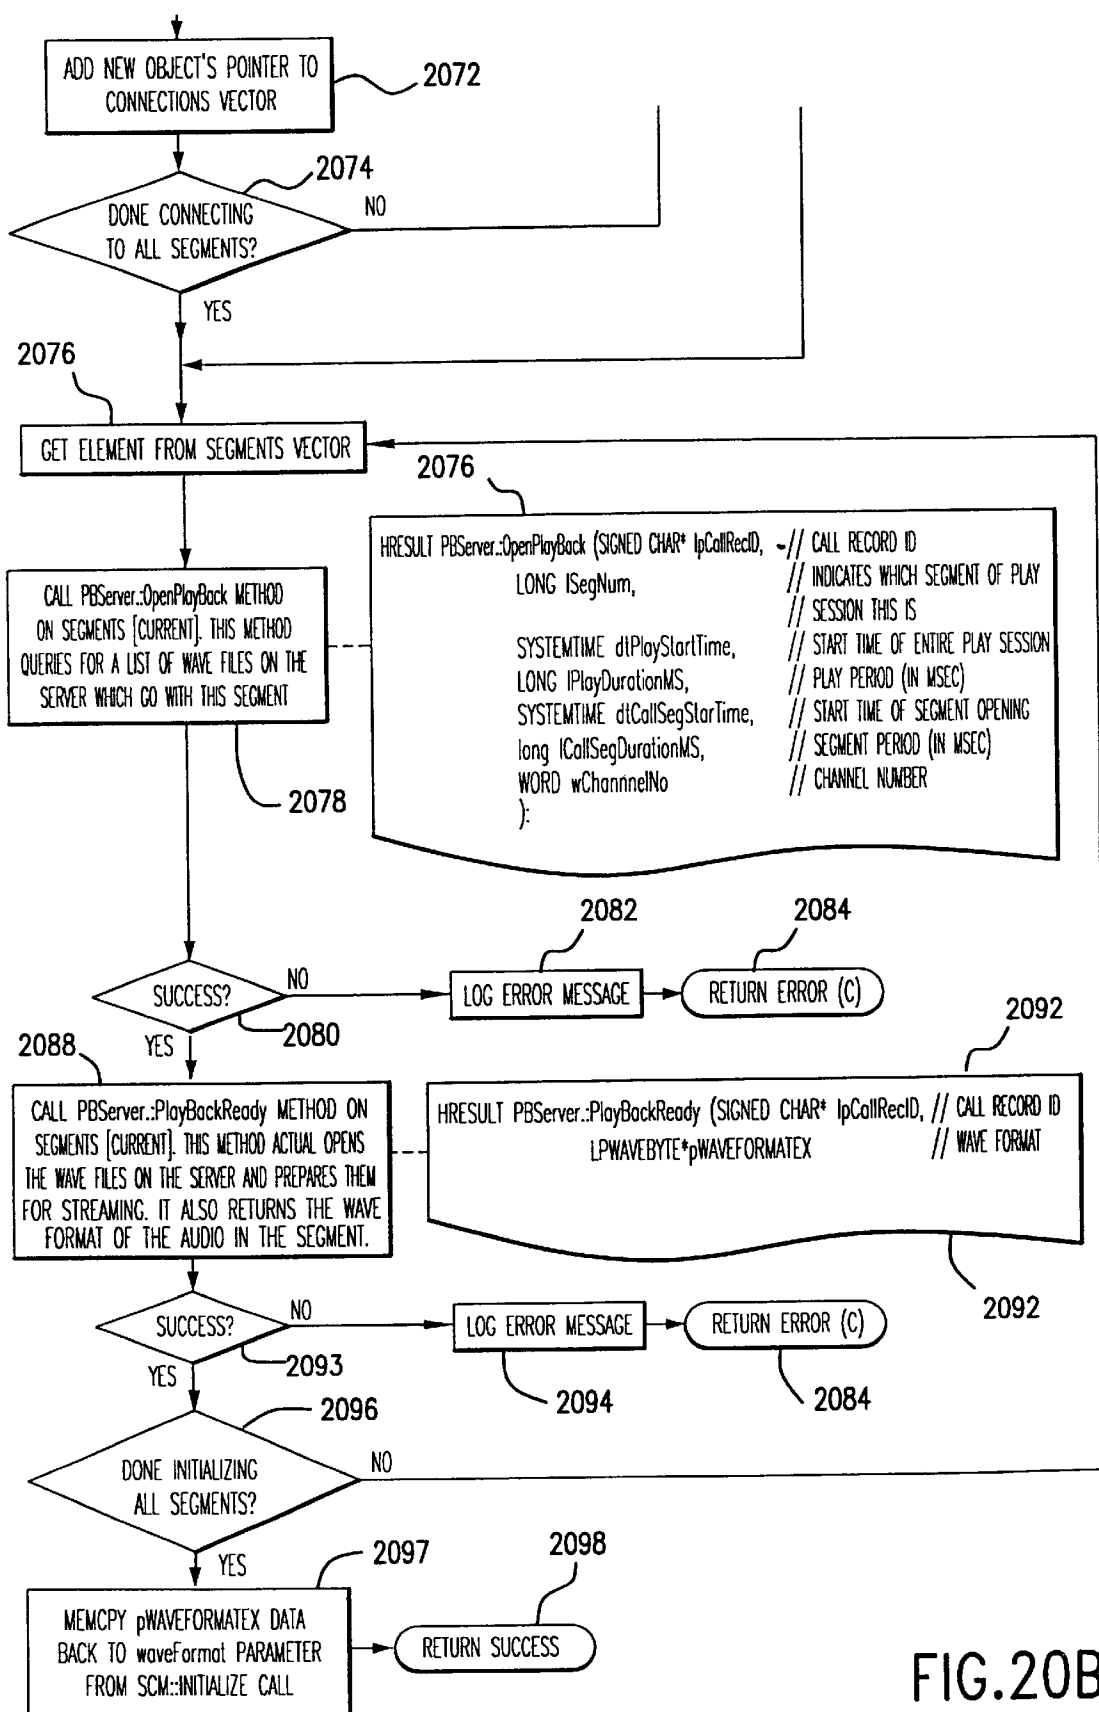 ADD NEW OBJECT'S POINTER TO
CONNECTIONS VECTOR
2072
2074
DONE CONNECTING
TO ALL SEGMENTS?
NO
YES
2076
GET ELEMENT FROM SEGMENTS VECTOR
2076
HRESULT PBServer::OpenPlayBack (SIGNED CHAR* lpCallRecID, // CALL RECORD ID
LONG lSegNum, // INDICATES WHICH SEGMENT OF PLAY
// SESSION THIS IS
SYSTEMTIME dtPlayStartTime, // START TIME OF ENTIRE PLAY SESSION
LONG lPlayDurationMS, // PLAY PERIOD (IN MSEC)
SYSTEMTIME dtCallSegStarTime, // START TIME OF SEGMENT OPENING
long lCallSegDurationMS, // SEGMENT PERIOD (IN MSEC)
WORD wChannnelNo // CHANNEL NUMBER
):
CALL PBServer::OpenPlayBack METHOD
ON SEGMENTS [CURRENT]. THIS METHOD
QUERIES FOR A LIST OF WAVE FILES ON THE
SERVER WHICH GO WITH THIS SEGMENT
2078
SUCCESS?
NO
2080
YES
2082
LOG ERROR MESSAGE
2084
RETURN ERROR (C)
2088
CALL PBServer::PlayBackReady METHOD ON
SEGMENTS [CURRENT]. THIS METHOD ACTUAL OPENS
THE WAVE FILES ON THE SERVER AND PREPARES THEM
FOR STREAMING. IT ALSO RETURNS THE WAVE
FORMAT OF THE AUDIO IN THE SEGMENT.
2092
HRESULT PBServer::PlayBackReady (SIGNED CHAR* lpCallRecID, // CALL RECORD ID
LPWAVEBYTE*pWAVEFORMATEX // WAVE FORMAT
2092
SUCCESS?
NO
2093
YES
LOG ERROR MESSAGE
2094
RETURN ERROR (C)
2084
2096
DONE INITIALIZING
ALL SEGMENTS?
NO
YES
2097
MEMCPY pWAVEFORMATEX DATA
BACK TO waveFormat PARAMETER
FROM SCM::INITIALIZE CALL
2098
RETURN SUCCESS
FIG.20B